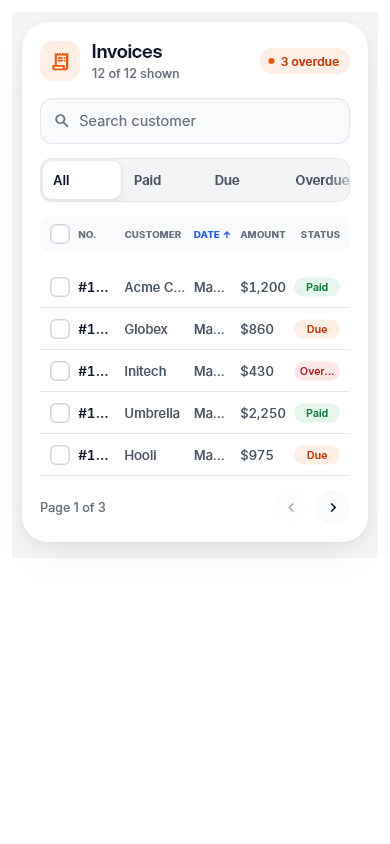 Invoices
12 of 12 shown
3 overdue
Search customer
All Paid Due Overdue
NO. CUSTOMER DATE ↑ AMOUNT STATUS
#1... Acme C... Ma... $1,200 Paid
#1... Globex Ma... $860 Due
#1... Initech Ma... $430 Over...
#1... Umbrella Ma... $2,250 Paid
#1... Hooli Ma... $975 Due
Page 1 of 3